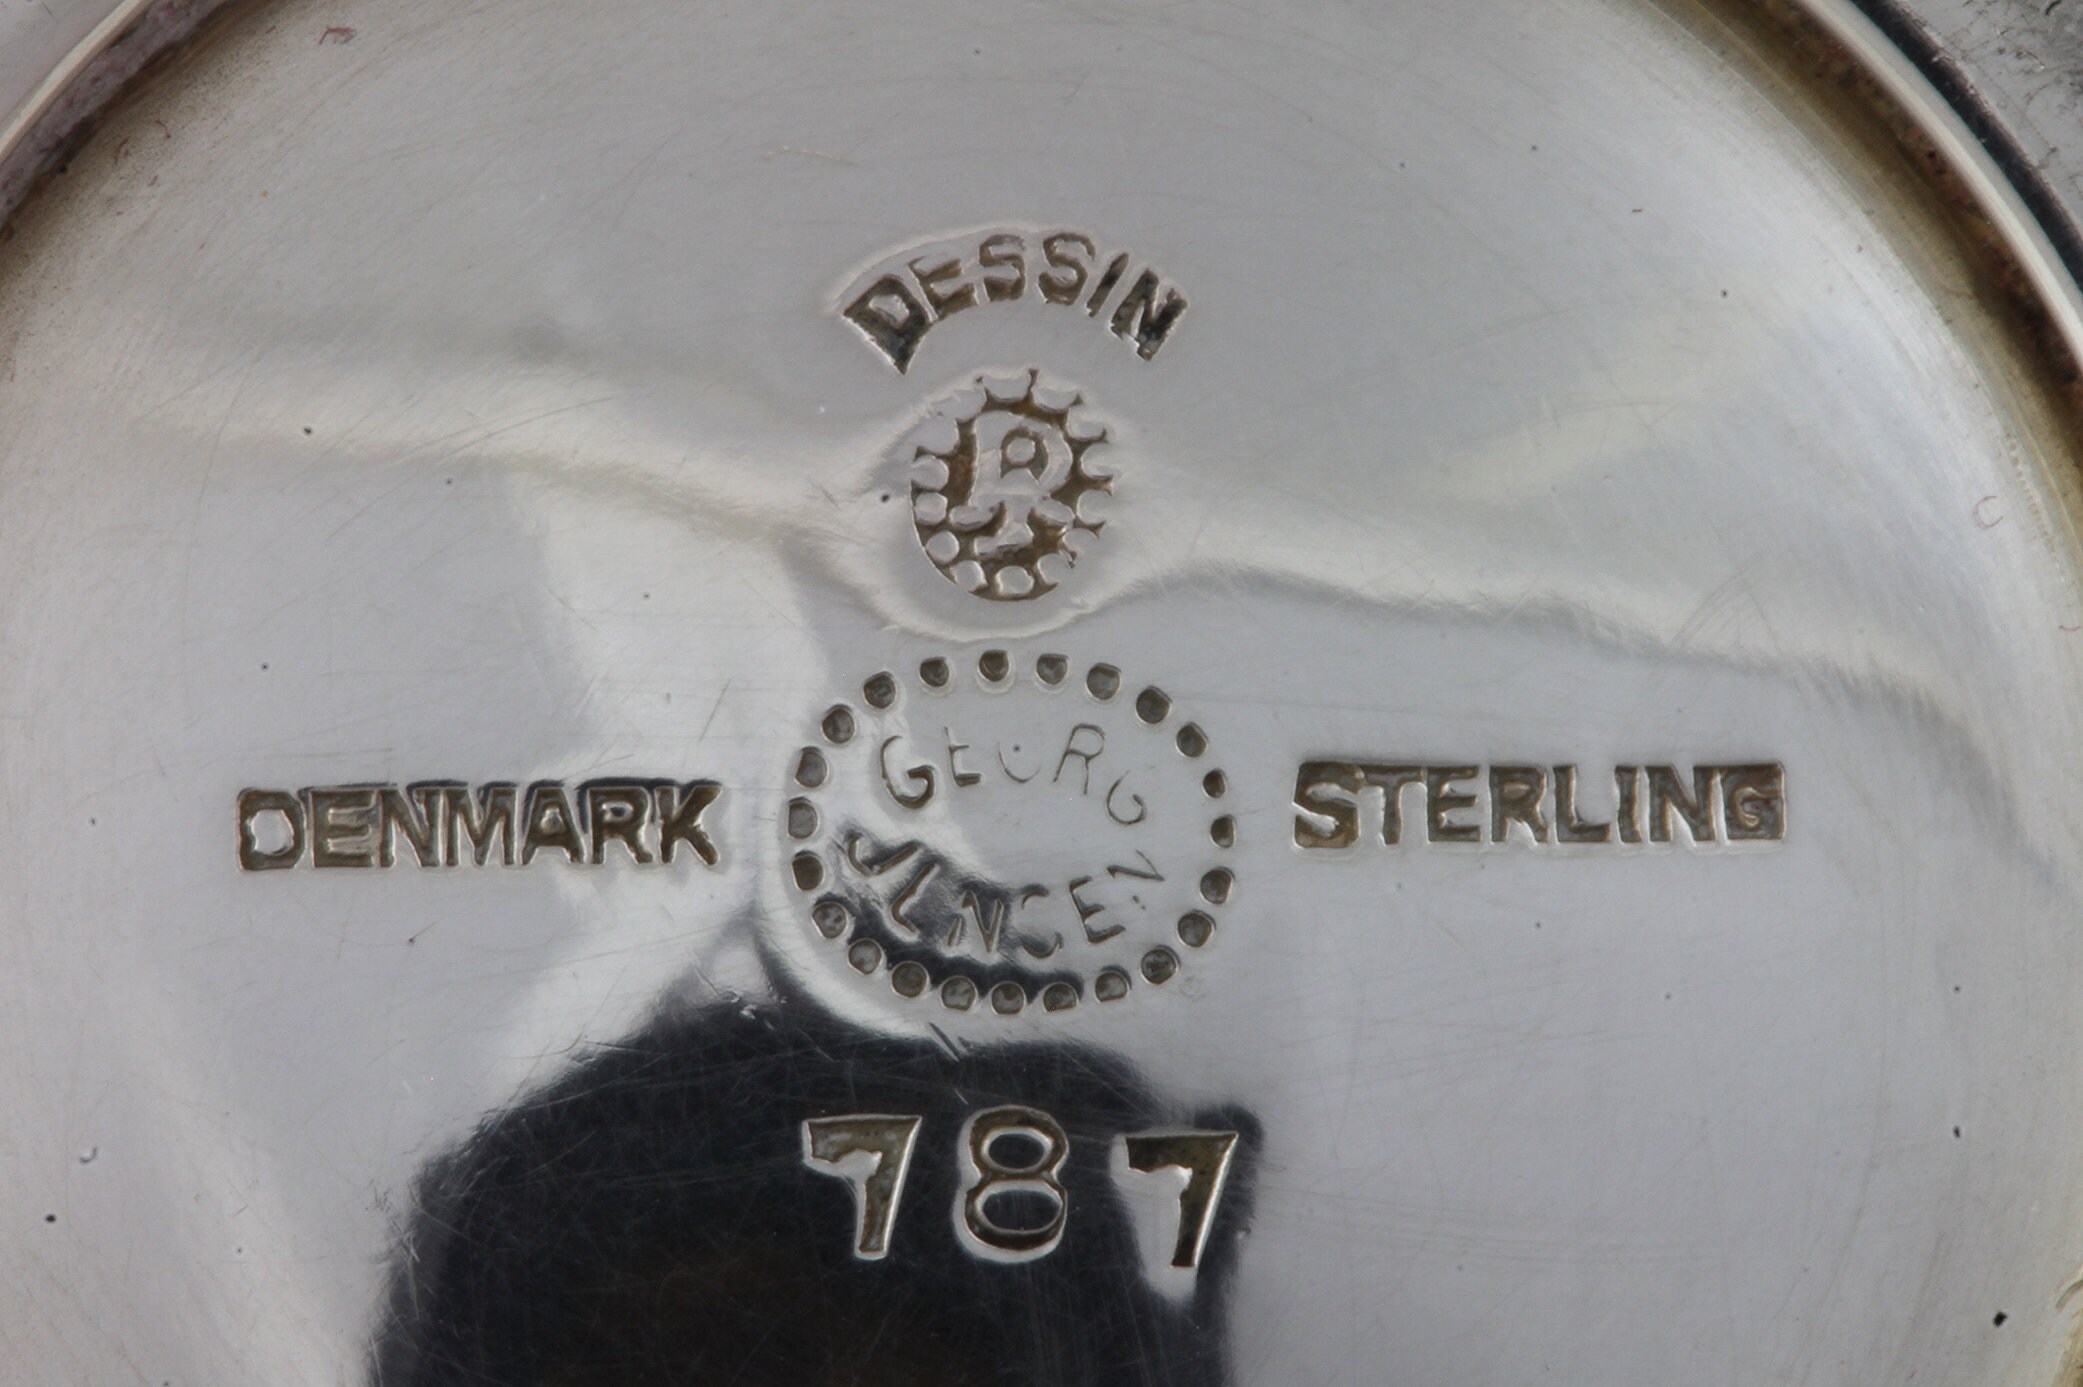 DESSIN
GEORG
DENMARK STERLING
JENSEN
787